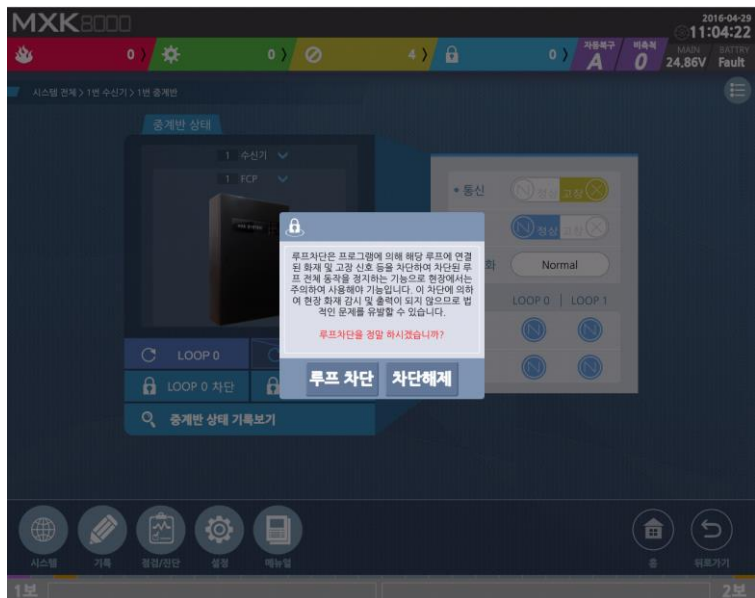 MXK8000
2016-04-29
11:04:22
0
0
4
0
자동복구
A
비축적
0
MAIN
24.86V
BATTRY
Fault
시스템 전체 > 1번 수신기 > 1번 중계반
중계반 상태
1 수신기
1 FCP
통신
정상 고장
정상 고장
화
Normal
LOOP 0 | LOOP 1
N N
N N
루프차단은 프로그램에 의해 해당 루프에 연결
된 화재 및 고장 신호 등을 차단하여 차단된 루
프 전체 동작을 정지하는 기능으로 현장에서는
주의하여 사용해야 기능입니다. 이 차단에 의하
여 현장 화재 감시 및 출력이 되지 않으므로 법
적인 문제를 유발할 수 있습니다.
루프차단을 정말 하시겠습니까?
루프 차단
차단해제
LOOP 0
LOOP 0 차단
중계반 상태 기록보기
시스템
기록
점검/진단
설정
메뉴얼
홈
뒤로가기
1보
2보